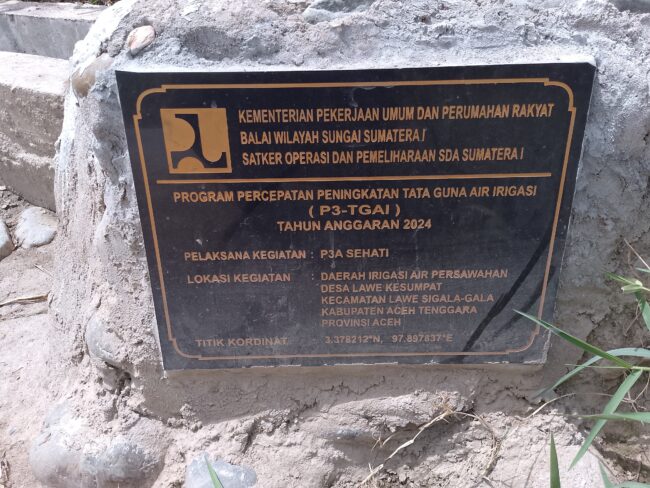 KEMENTERIAN PEKERJAAN UMUM DAN PERUMAHAN RAKYAT
BALAI WILAYAH SUNGAI SUMATERA I
SATKER OPERASI DAN PEMELIHARAAN SDA SUMATERA I
PROGRAM PERCEPATAN PENINGKATAN TATA GUNA AIR IRIGASI
( P3-TGAI )
TAHUN ANGGARAN 2024
PELAKSANA KEGIATAN : P3A SEHATI
LOKASI KEGIATAN : DAERAH IRIGASI AIR PERSAWAHAN
DESA LAWE KESUMPAT
KECAMATAN LAWE SIGALA-GALA
KABUPATEN ACEH TENGGARA
PROVINSI ACEH
TITIK KORDINAT : 3.378212°N, 97.897837°E